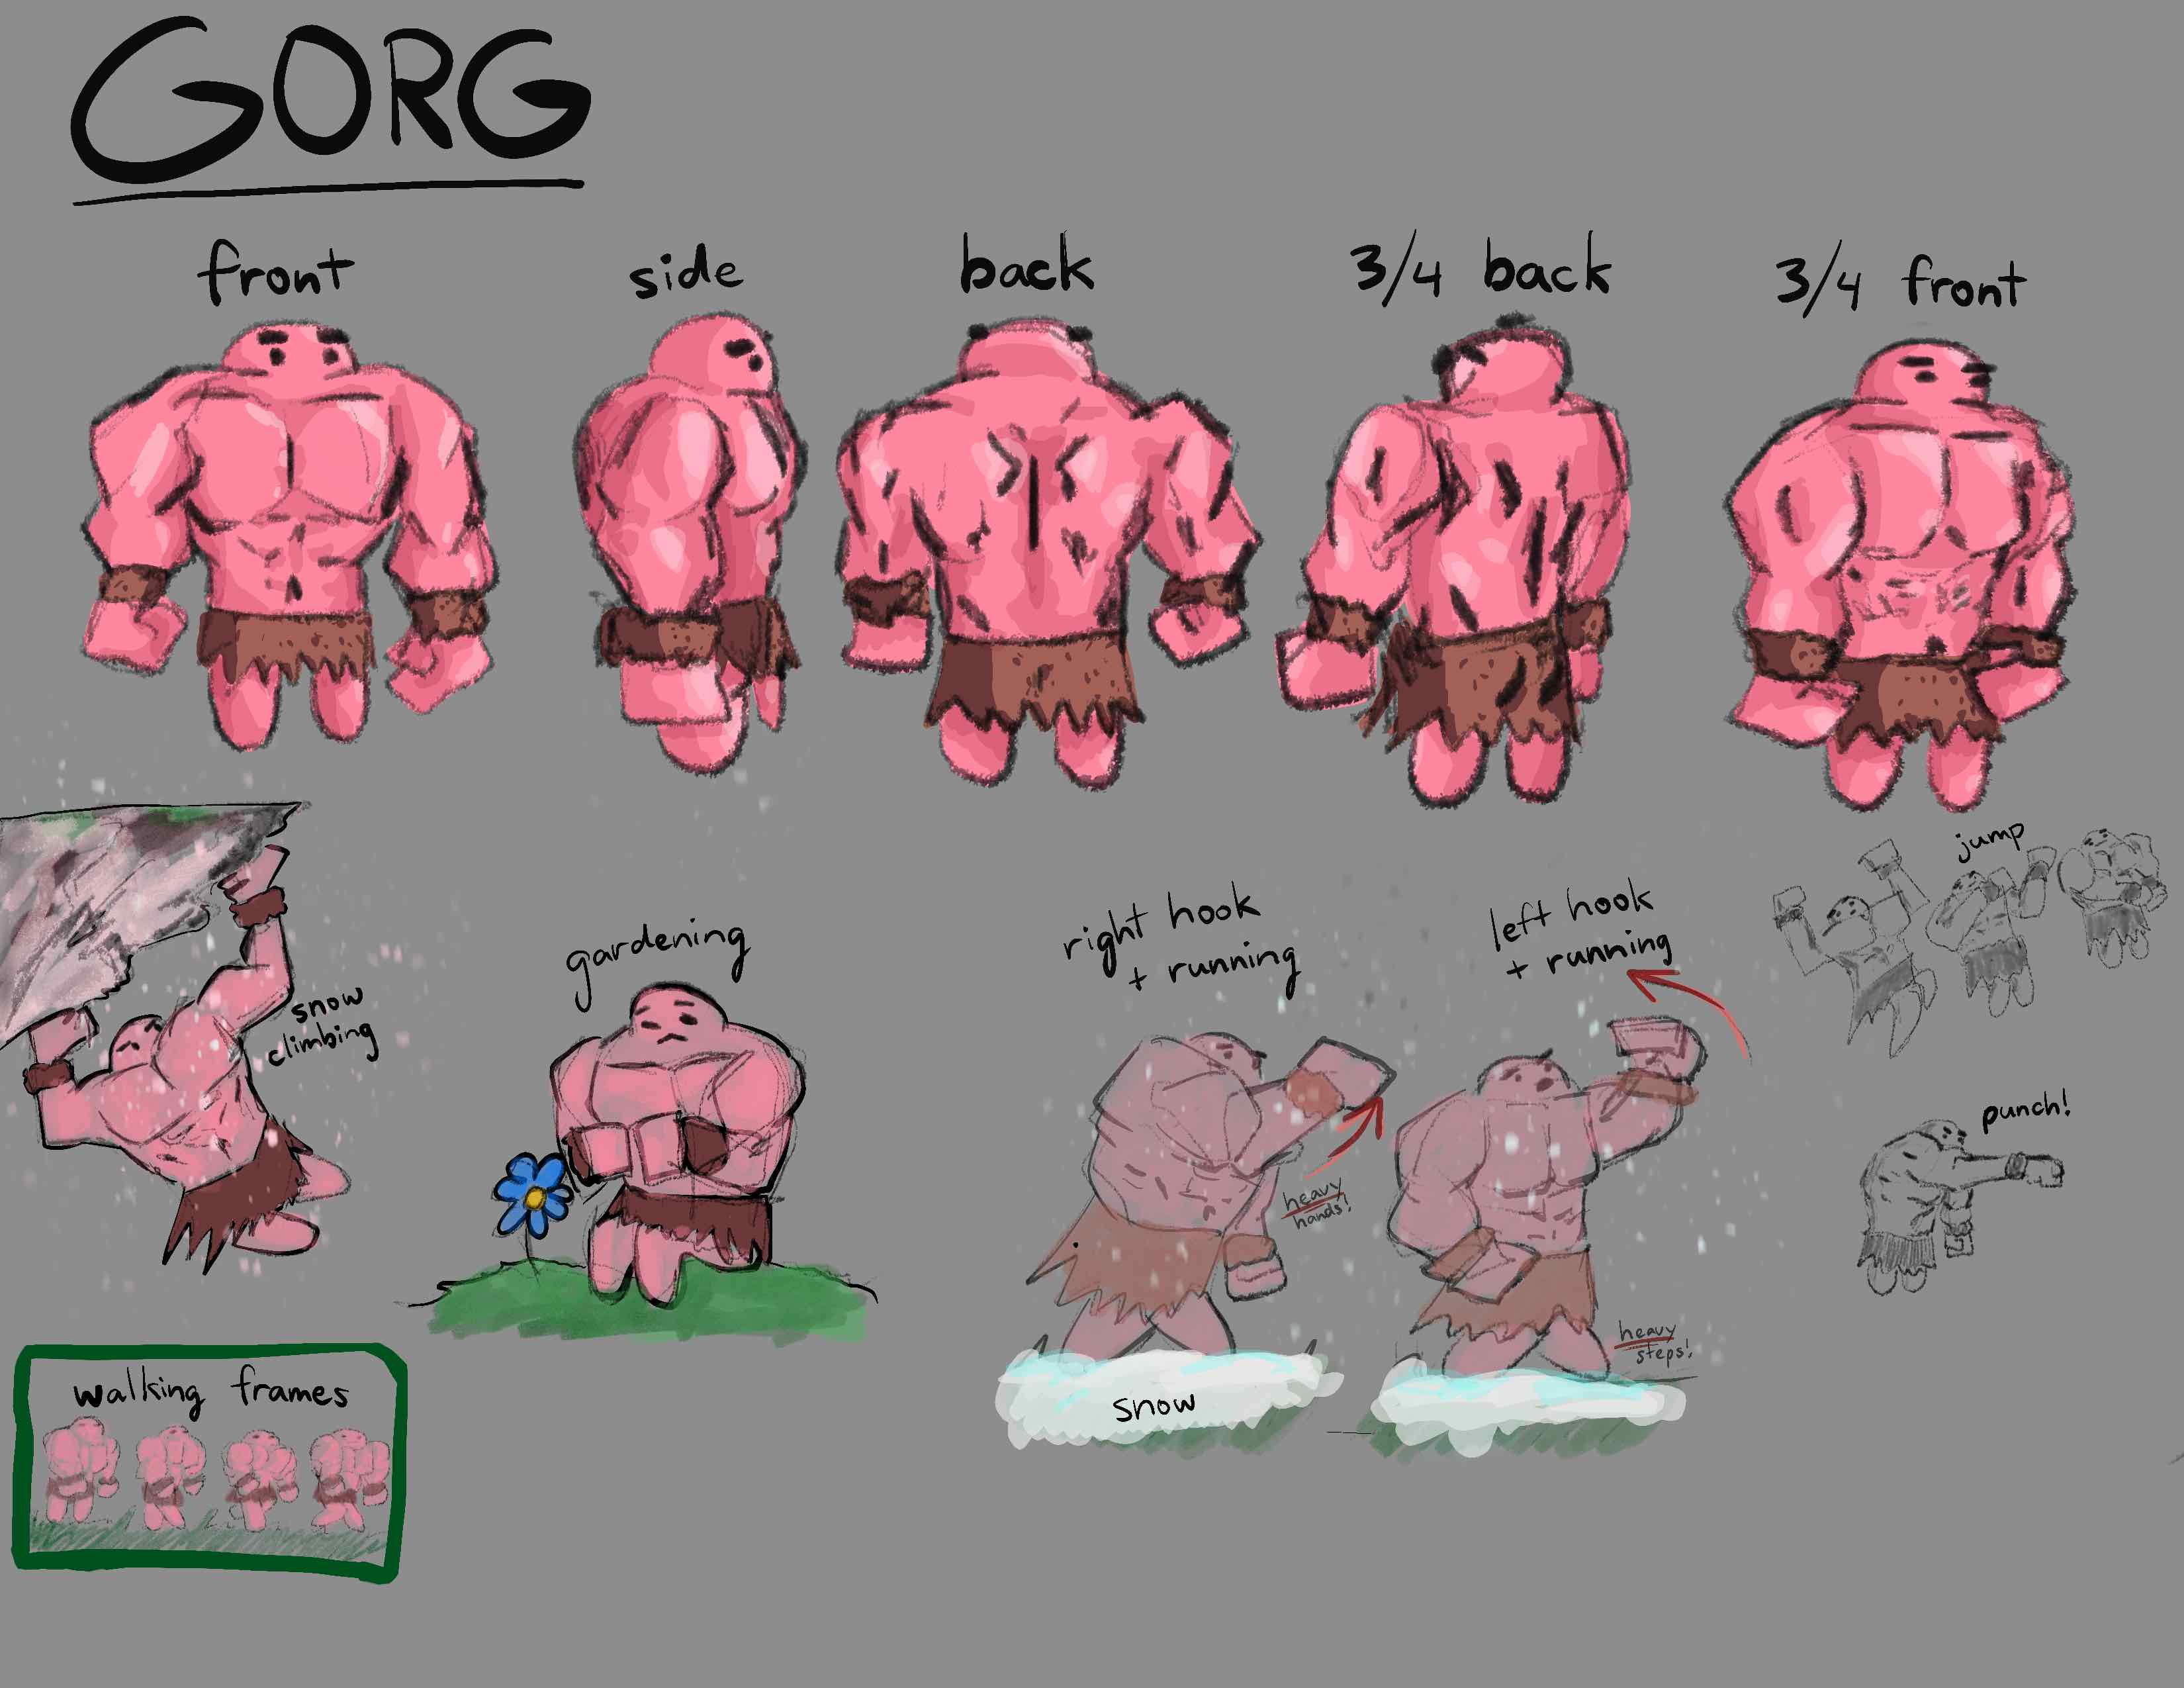 GORG
front
side
back
3/4 back
3/4 front
snow
climbing
gardening
right hook
+ running
left hook
+ running
jump
punch!
heavy
hands!
heavy
steps!
snow
walking frames